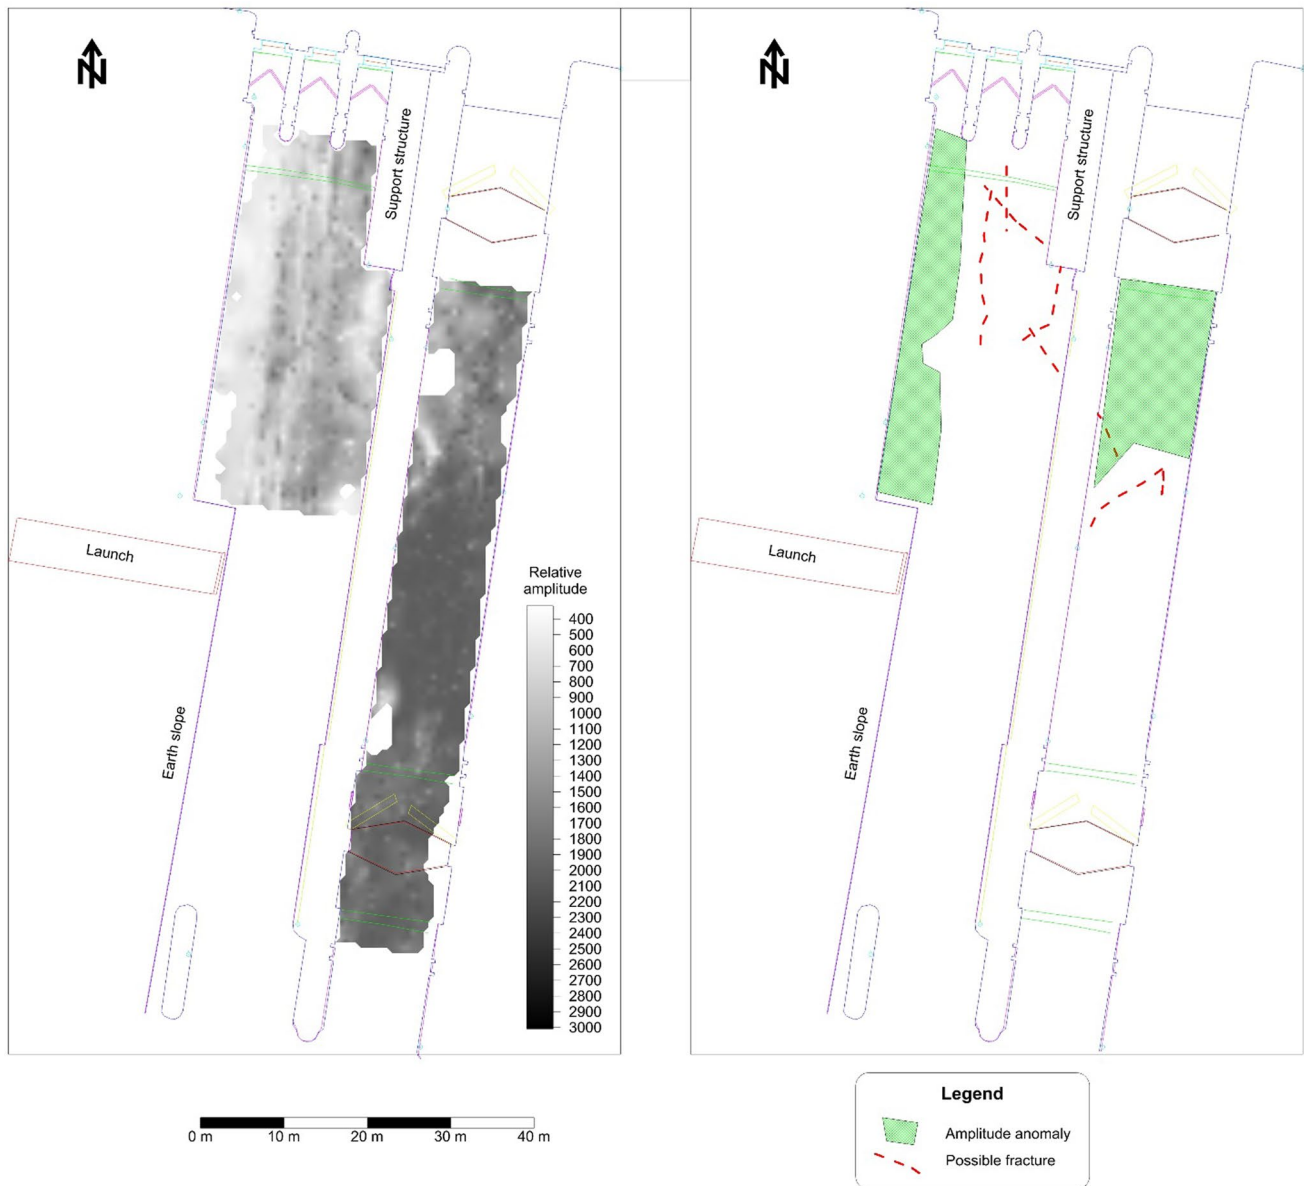 N
Support structure
Launch
Earth slope
Relative
amplitude
400
500
600
700
800
900
1000
1100
1200
1300
1400
1500
1600
1700
1800
1900
2000
2100
2200
2300
2400
2500
2600
2700
2800
2900
3000
0 m 10 m 20 m 30 m 40 m
N
Support structure
Launch
Earth slope
Legend
Amplitude anomaly
Possible fracture